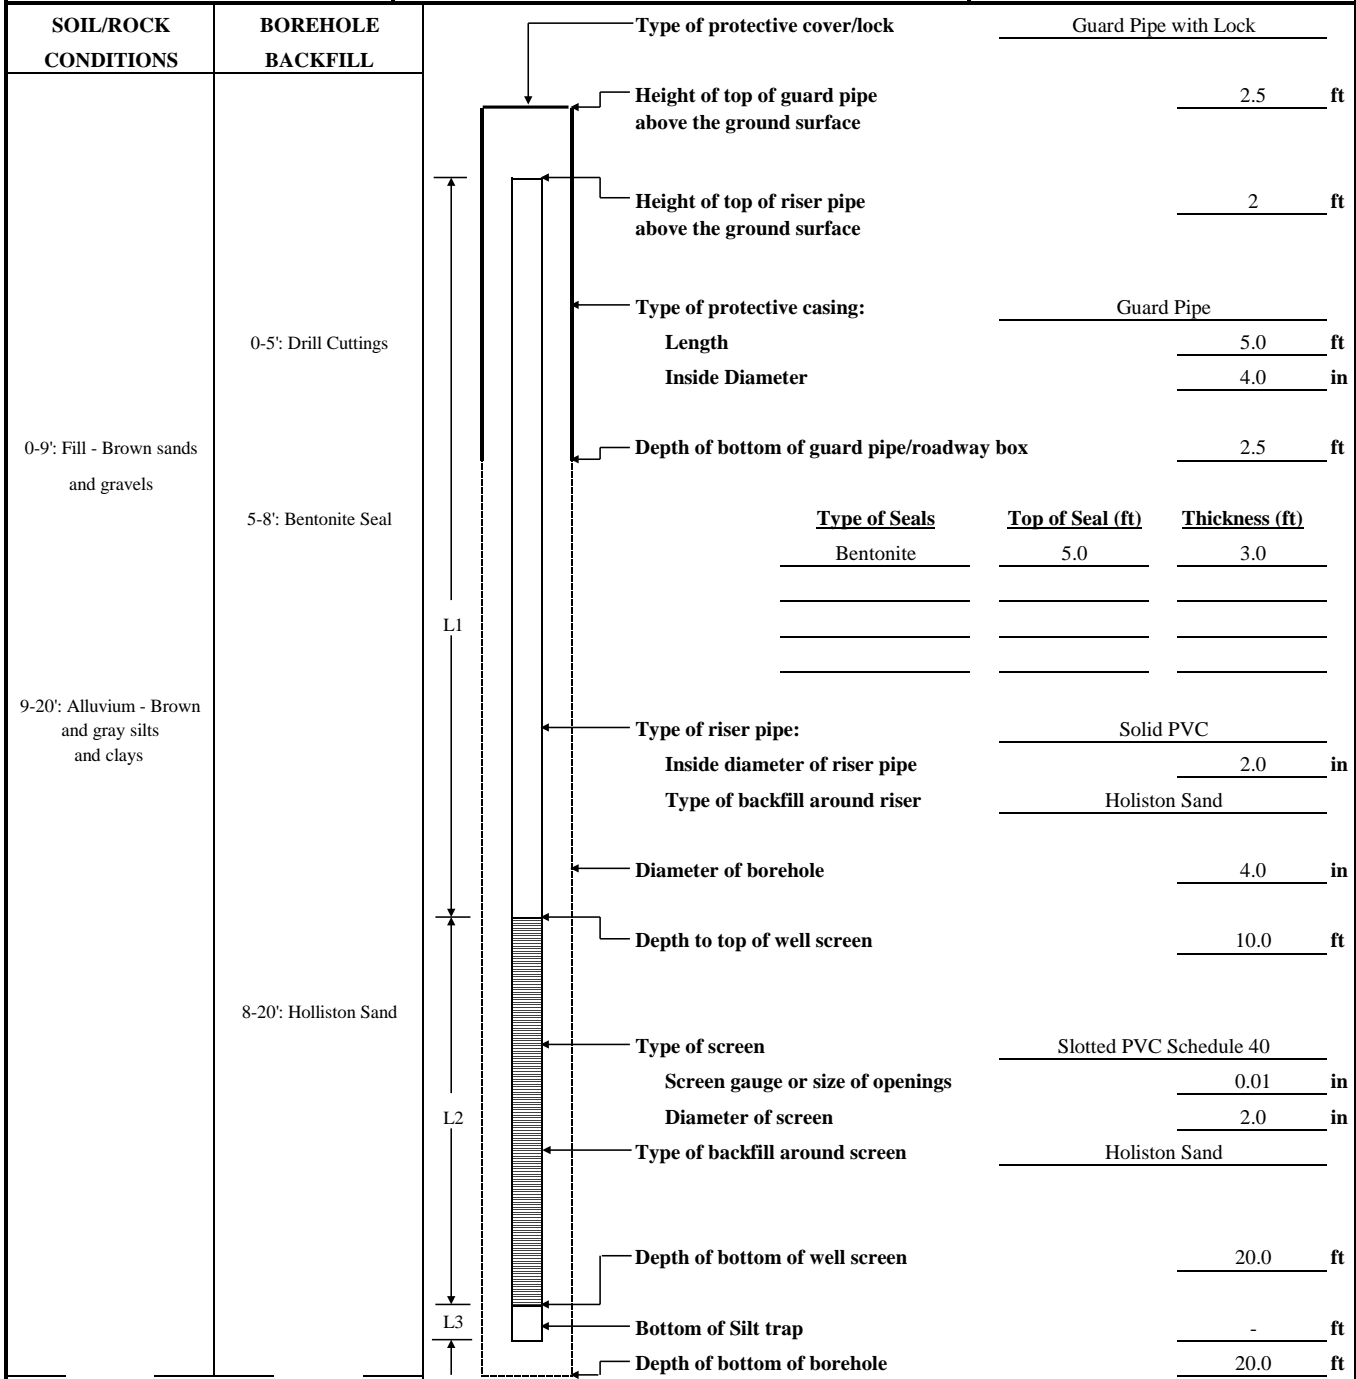 SOIL/ROCK
CONDITIONS
BOREHOLE
BACKFILL
Type of protective cover/lock Guard Pipe with Lock
Height of top of guard pipe 2.5 ft
above the ground surface
Height of top of riser pipe 2 ft
above the ground surface
Type of protective casing: Guard Pipe
0-5': Drill Cuttings
Length 5.0 ft
Inside Diameter 4.0 in
0-9': Fill - Brown sands
and gravels
Depth of bottom of guard pipe/roadway box 2.5 ft
5-8': Bentonite Seal
Type of Seals Top of Seal (ft) Thickness (ft)
Bentonite 5.0 3.0
L1
9-20': Alluvium - Brown
and gray silts
and clays
Type of riser pipe: Solid PVC
Inside diameter of riser pipe 2.0 in
Type of backfill around riser Holiston Sand
Diameter of borehole 4.0 in
Depth to top of well screen 10.0 ft
8-20': Holliston Sand
Type of screen Slotted PVC Schedule 40
Screen gauge or size of openings 0.01 in
L2
Diameter of screen 2.0 in
Type of backfill around screen Holiston Sand
Depth of bottom of well screen 20.0 ft
L3
Bottom of Silt trap - ft
Depth of bottom of borehole 20.0 ft